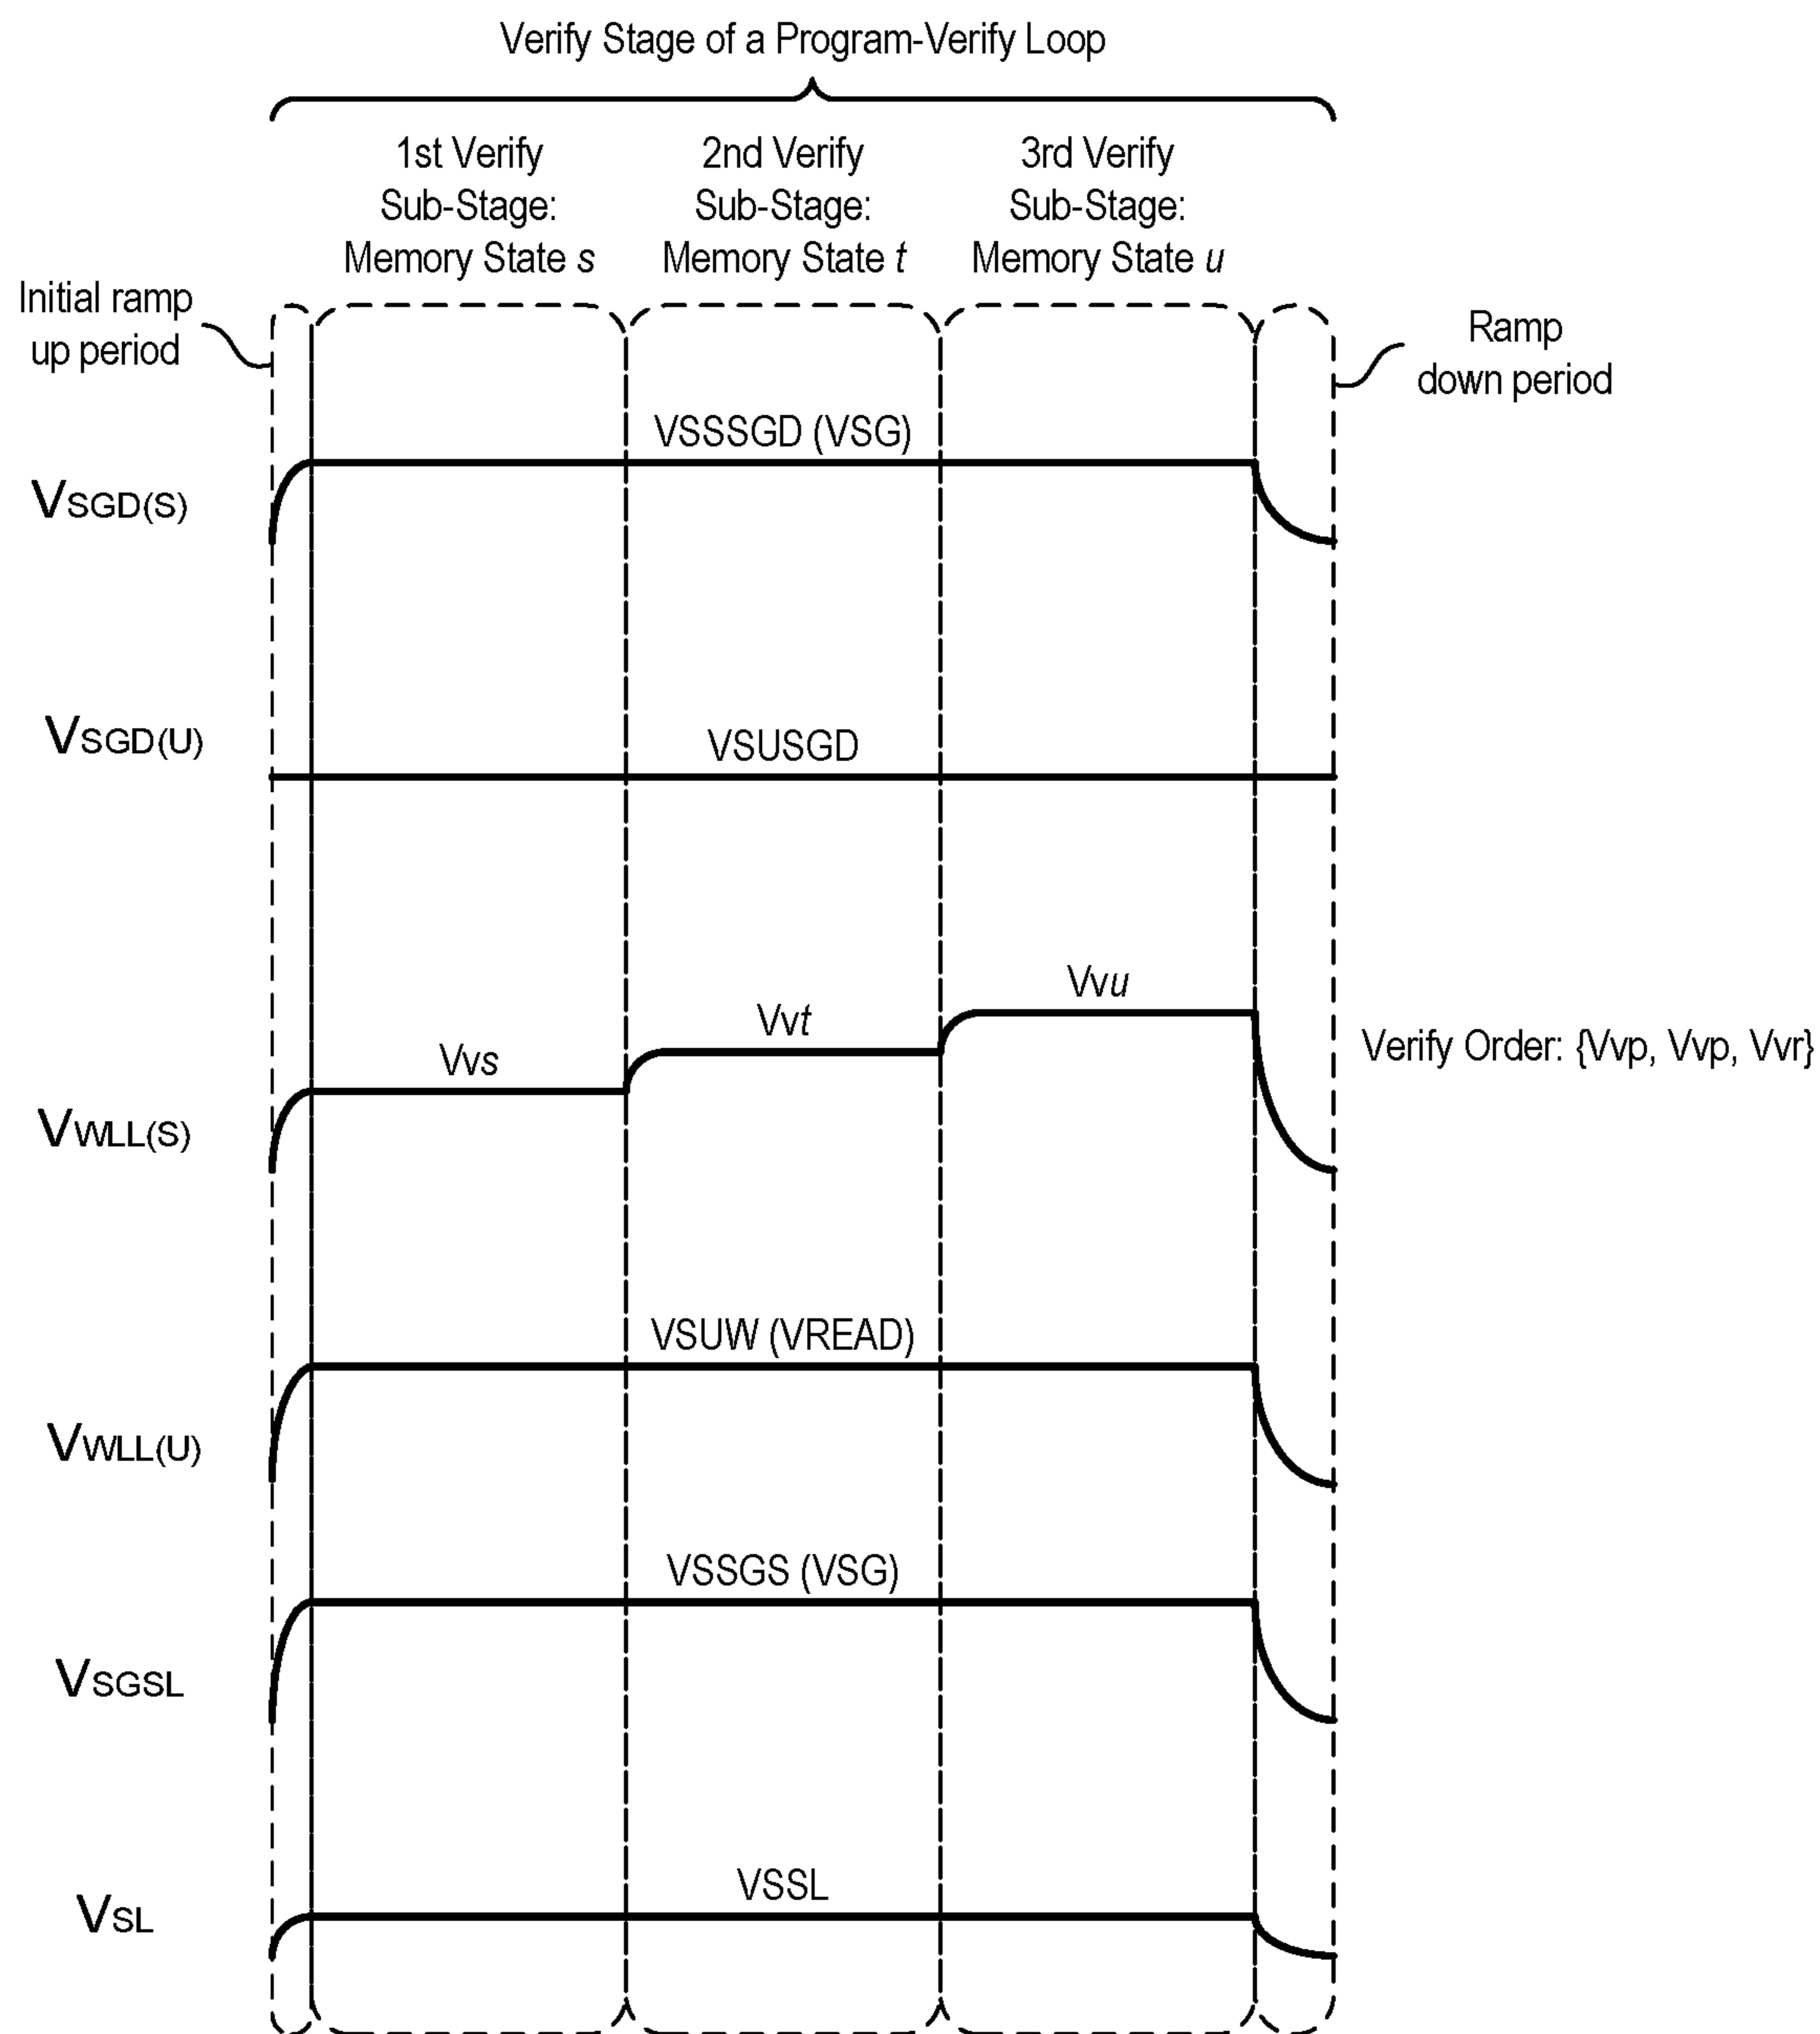 Verify Stage of a Program-Verify Loop
1st Verify
Sub-Stage:
Memory State s
2nd Verify
Sub-Stage:
Memory State t
3rd Verify
Sub-Stage:
Memory State u
Initial ramp
up period
Ramp
down period
VSSSGD (VSG)
VSGD(S)
VSUSGD
VSGD(U)
Vvs
Vvt
Vvu
Verify Order: {Vvp, Vvp, Vvr}
VWLL(S)
VSUW (VREAD)
VWLL(U)
VSSGS (VSG)
VSGSL
VSSL
VSL